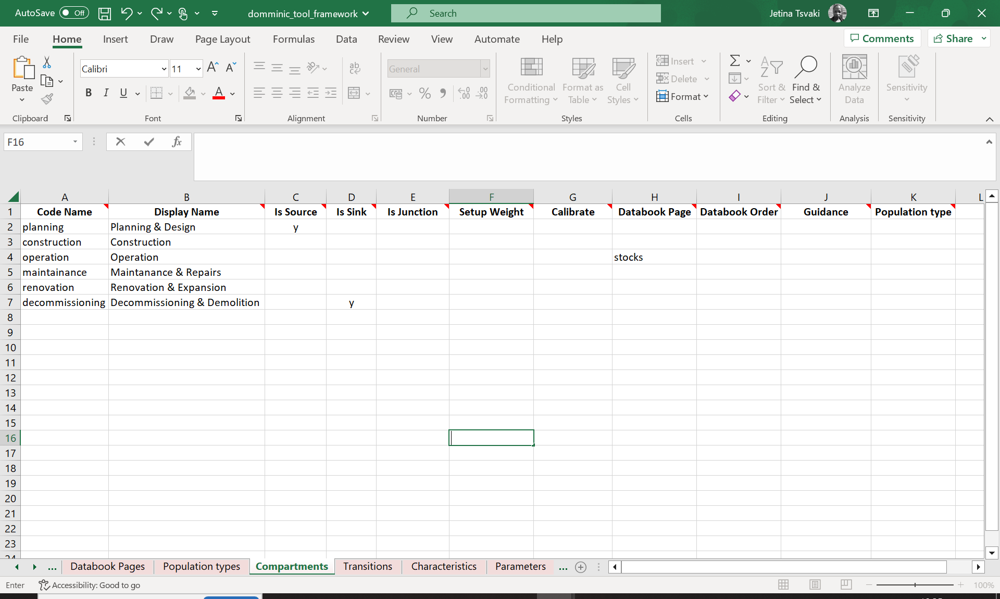 AutoSave Off domminic_tool_framework Search Jetina Tsvaki
File Home Insert Draw Page Layout Formulas Data Review View Automate Help Comments Share
Paste
Calibri 11
B I U A
ab
General
% 
Conditional Formatting
Format as Table
Cell Styles
Insert
Delete
Format
Sort & Filter
Find & Select
Analyze Data
Sensitivity
Clipboard Font Alignment Number Styles Cells Editing Analysis Sensitivity
F16 fx
A B C D E F G H I J K L
1 Code Name Display Name Is Source Is Sink Is Junction Setup Weight Calibrate Databook Page Databook Order Guidance Population type
2 planning Planning & Design y
3 construction Construction
4 operation Operation stocks
5 maintainance Maintanance & Repairs
6 renovation Renovation & Expansion
7 decommissioning Decommissioning & Demolition y
8
9
10
11
12
13
14
15
16
17
18
19
20
21
22
23
24
... Databook Pages Population types Compartments Transitions Characteristics Parameters ...
Enter Accessibility: Good to go 100%